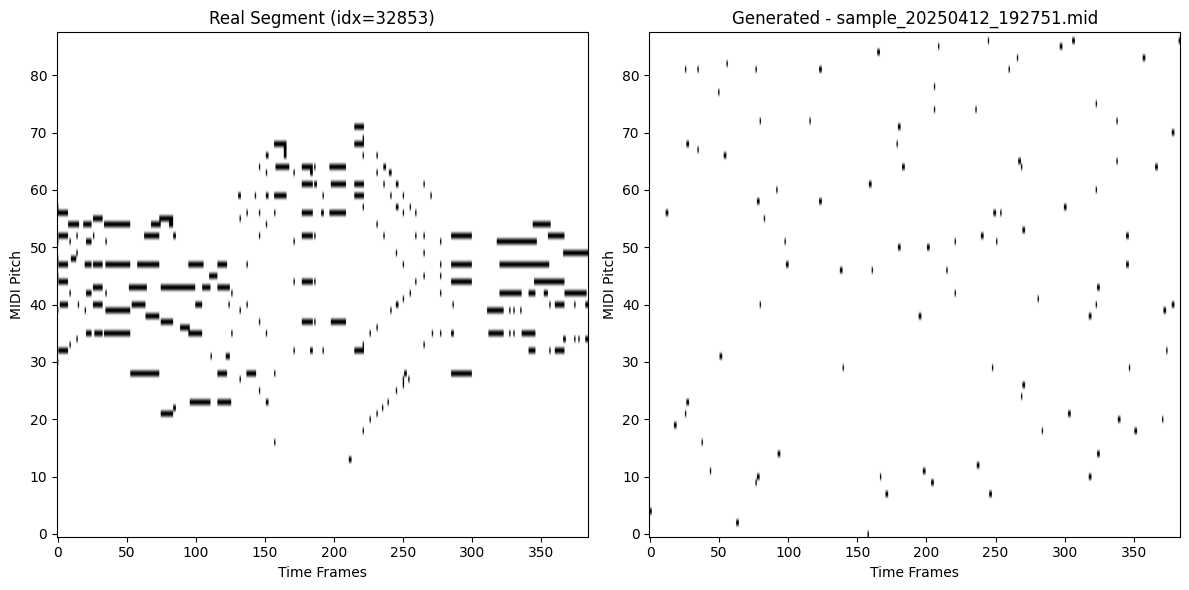 Real Segment (idx=32853)
MIDI Pitch
80
70
60
50
40
30
20
10
0
0 50 100 150 200 250 300 350
Time Frames
Generated - sample_20250412_192751.mid
MIDI Pitch
80
70
60
50
40
30
20
10
0
0 50 100 150 200 250 300 350
Time Frames